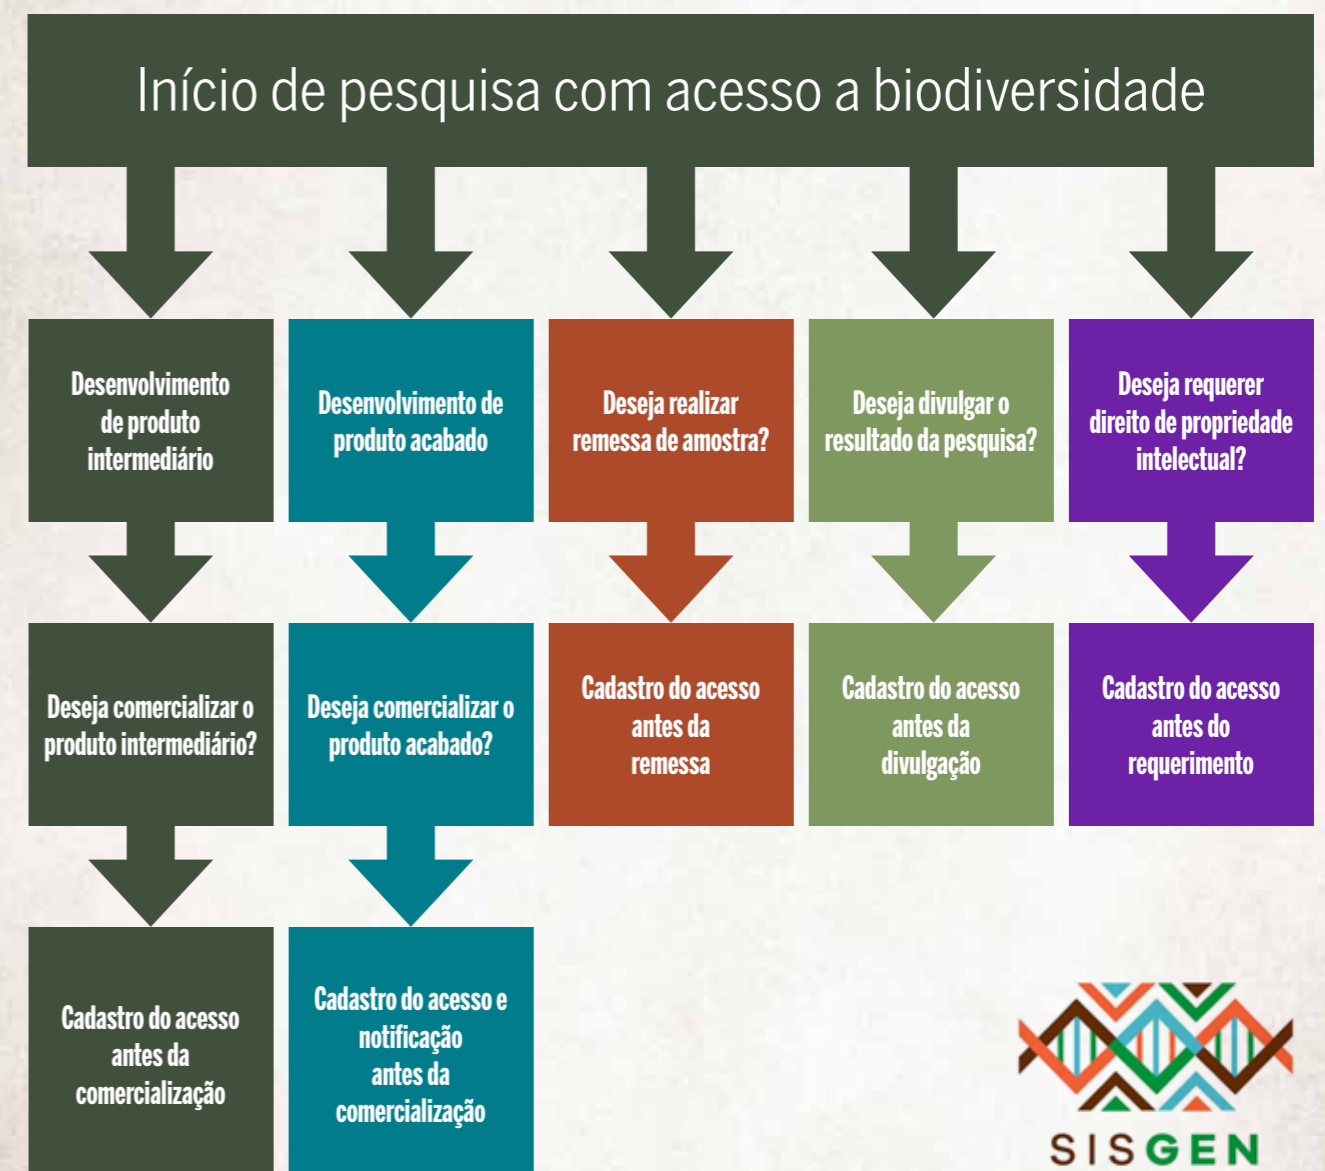 Início de pesquisa com acesso a biodiversidade
Desenvolvimento
de produto
intermediário
Desenvolvimento de
produto acabado
Deseja realizar
remessa de amostra?
Deseja divulgar o
resultado da pesquisa?
Deseja requerer
direito de propriedade
intelectual?
Deseja comercializar o
produto intermediário?
Deseja comercializar o
produto acabado?
Cadastro do acesso
antes da
remessa
Cadastro do acesso
antes da
divulgação
Cadastro do acesso
antes do
requerimento
Cadastro do acesso
antes da
comercialização
Cadastro do acesso e
notificação
antes da
comercialização
SISGEN